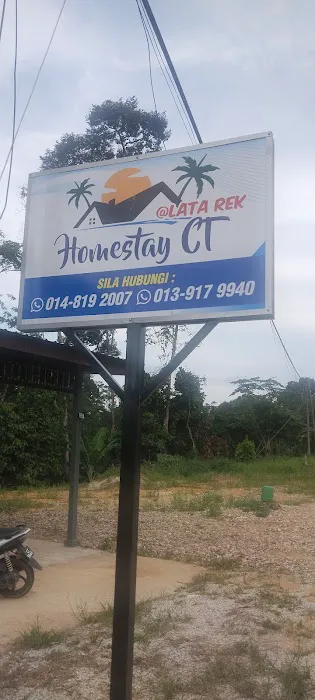 @LATA REK
Homestay CT
SILA HUBUNGI :
014-819 2007 013-917 9940